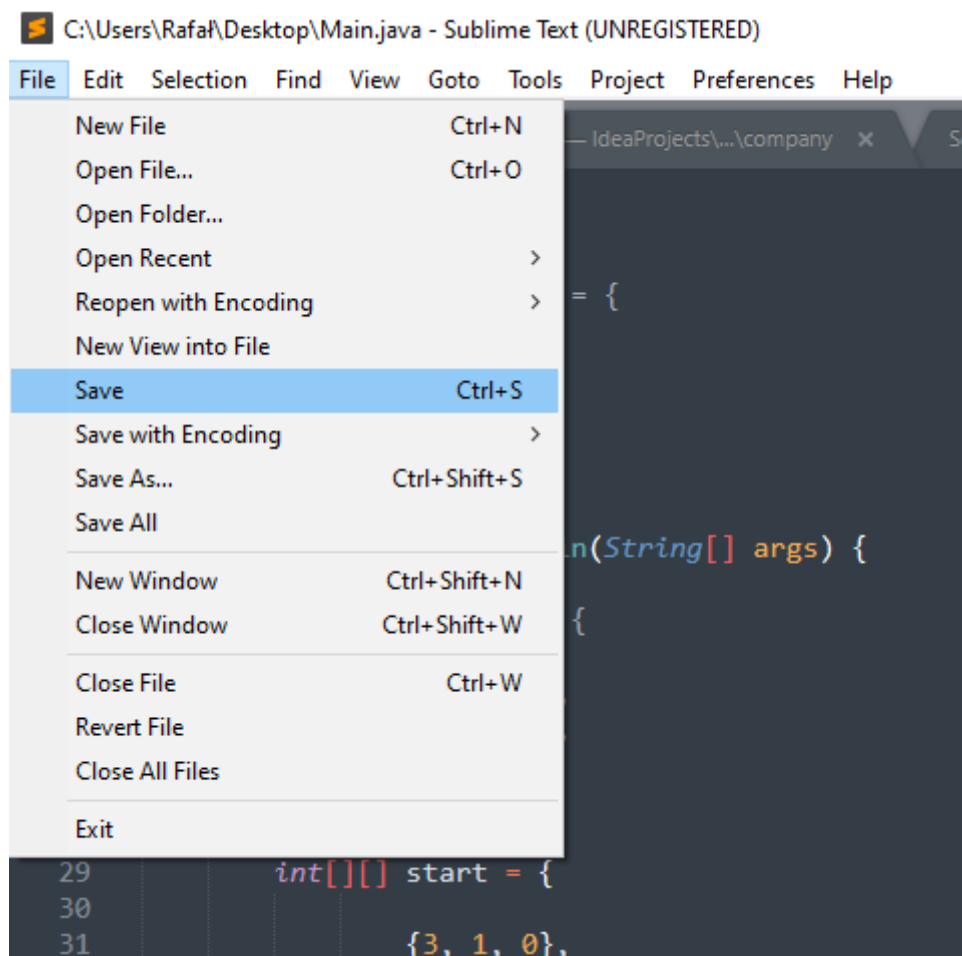 C:\Users\Rafał\Desktop\Main.java - Sublime Text (UNREGISTERED)
File Edit Selection Find View Goto Tools Project Preferences Help
New File Ctrl+N
— IdeaProjects\...\company ×
Open File... Ctrl+O
Open Folder...
Open Recent >
Reopen with Encoding >
= {
New View into File
Save Ctrl+S
Save with Encoding >
Save As... Ctrl+Shift+S
Save All
n(String[] args) {
New Window Ctrl+Shift+N
Close Window Ctrl+Shift+W
{
Close File Ctrl+W
Revert File
Close All Files
Exit
29 int[][] start = {
30
31 {3, 1, 0},